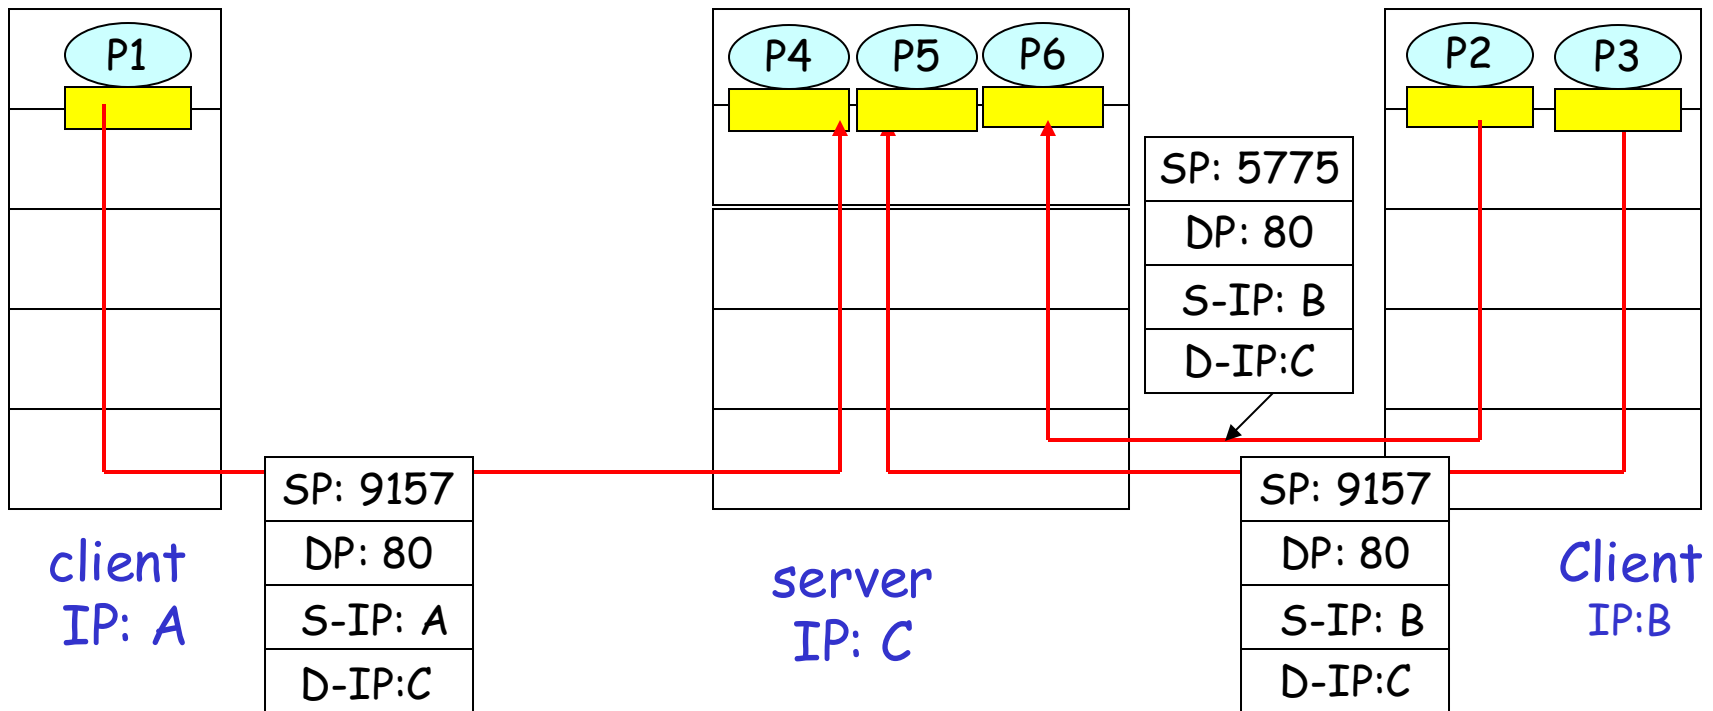 P1
P4
P5
P6
P2
P3
SP: 5775
DP: 80
S-IP: B
D-IP:C
SP: 9157
DP: 80
S-IP: A
D-IP:C
SP: 9157
DP: 80
S-IP: B
D-IP:C
client
IP: A
server
IP: C
Client
IP:B